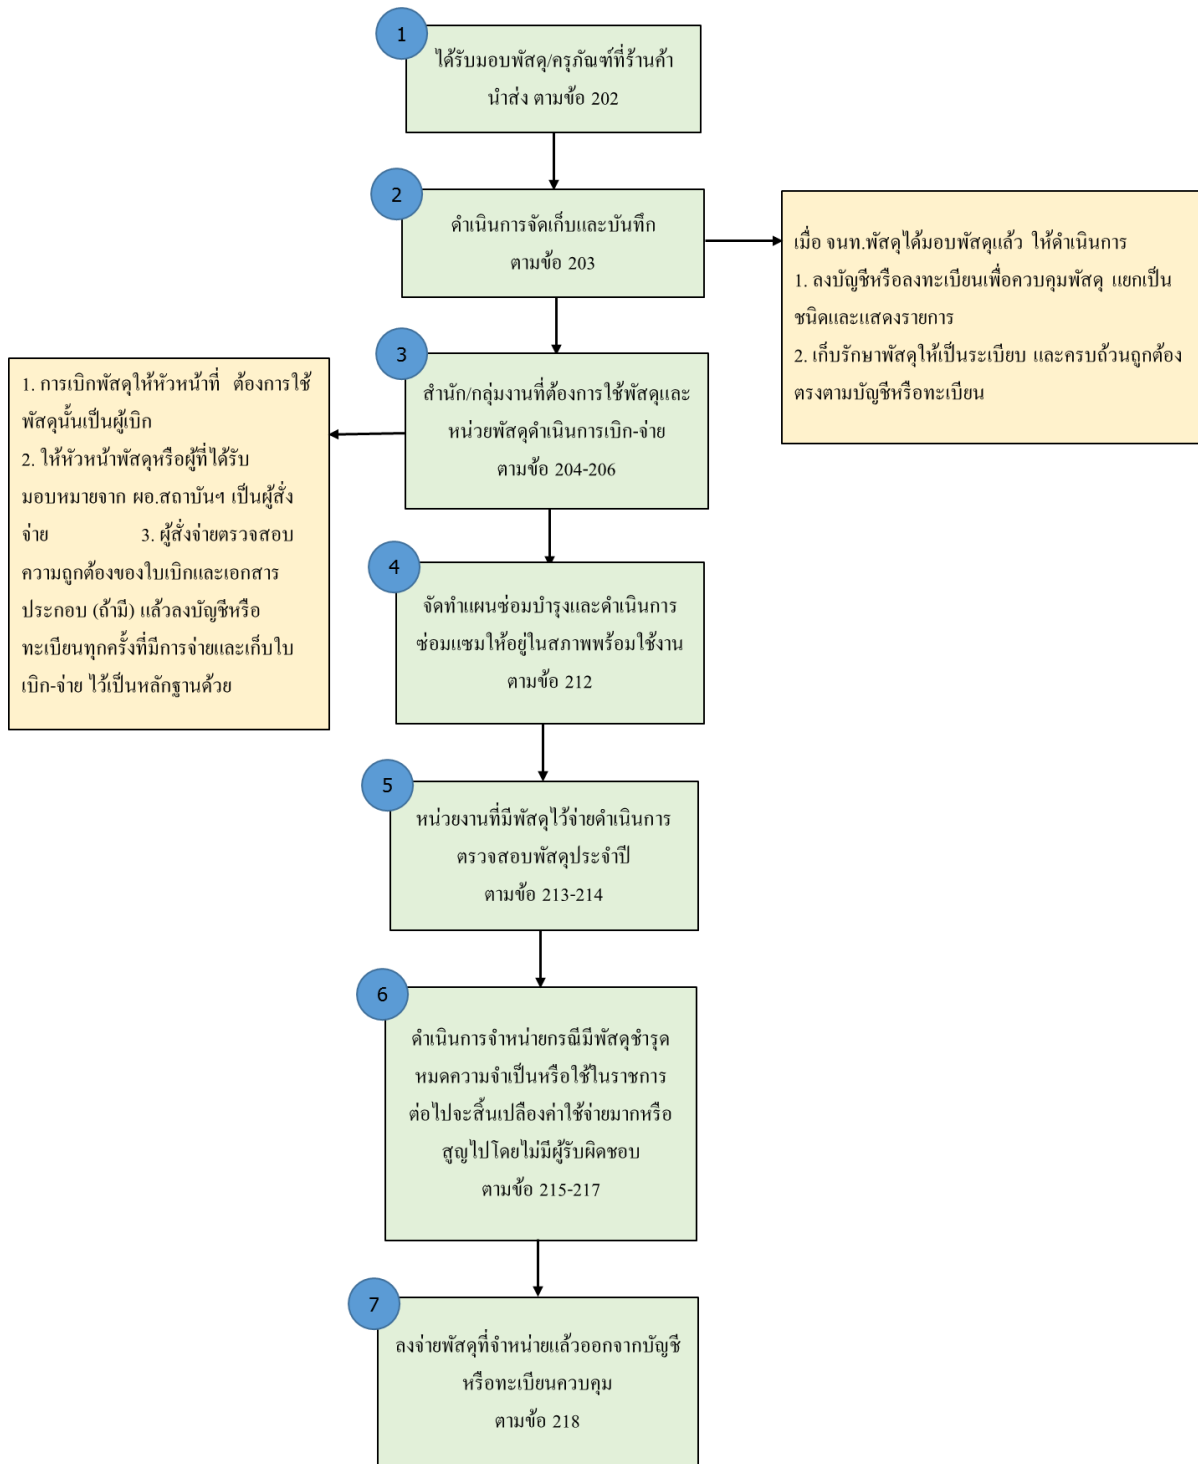 1
ได้รับมอบพัสดุ/ครุภัณฑ์ที่ร้านค้า
นำส่ง ตามข้อ 202
2
ดำเนินการจัดเก็บและบันทึก
ตามข้อ 203
เมื่อ จนท.พัสดุได้มอบพัสดุแล้ว ให้ดำเนินการ
1. ลงบัญชีหรือลงทะเบียนเพื่อควบคุมพัสดุ แยกเป็น
ชนิดและแสดงรายการ
2. เก็บรักษาพัสดุให้เป็นระเบียบ และครบถ้วนถูกต้อง
ตรงตามบัญชีหรือทะเบียน
3
สำนัก/กลุ่มงานที่ต้องการใช้พัสดุและ
หน่วยพัสดุดำเนินการเบิก-จ่าย
ตามข้อ 204-206
1. การเบิกพัสดุให้หัวหน้าที่ ต้องการใช้
พัสดุนั้นเป็นผู้เบิก
2. ให้หัวหน้าพัสดุหรือผู้ที่ได้รับ
มอบหมายจาก ผอ.สถาบันฯ เป็นผู้สั่ง
จ่าย 3. ผู้สั่งจ่ายตรวจสอบ
ความถูกต้องของใบเบิกและเอกสาร
ประกอบ (ถ้ามี) แล้วลงบัญชีหรือ
ทะเบียนทุกครั้งที่มีการจ่ายและเก็บใบ
เบิก-จ่าย ไว้เป็นหลักฐานด้วย
4
จัดทำแผนซ่อมบำรุงและดำเนินการ
ซ่อมแซมให้อยู่ในสภาพพร้อมใช้งาน
ตามข้อ 212
5
หน่วยงานที่มีพัสดุไว้จ่ายดำเนินการ
ตรวจสอบพัสดุประจำปี
ตามข้อ 213-214
6
ดำเนินการจำหน่ายกรณีมีพัสดุชำรุด
หมดความจำเป็นหรือใช้ในราชการ
ต่อไปจะสิ้นเปลืองค่าใช้จ่ายมากหรือ
สูญไปโดยไม่มีผู้รับผิดชอบ
ตามข้อ 215-217
7
ลงจ่ายพัสดุที่จำหน่ายแล้วออกจากบัญชี
หรือทะเบียนควบคุม
ตามข้อ 218